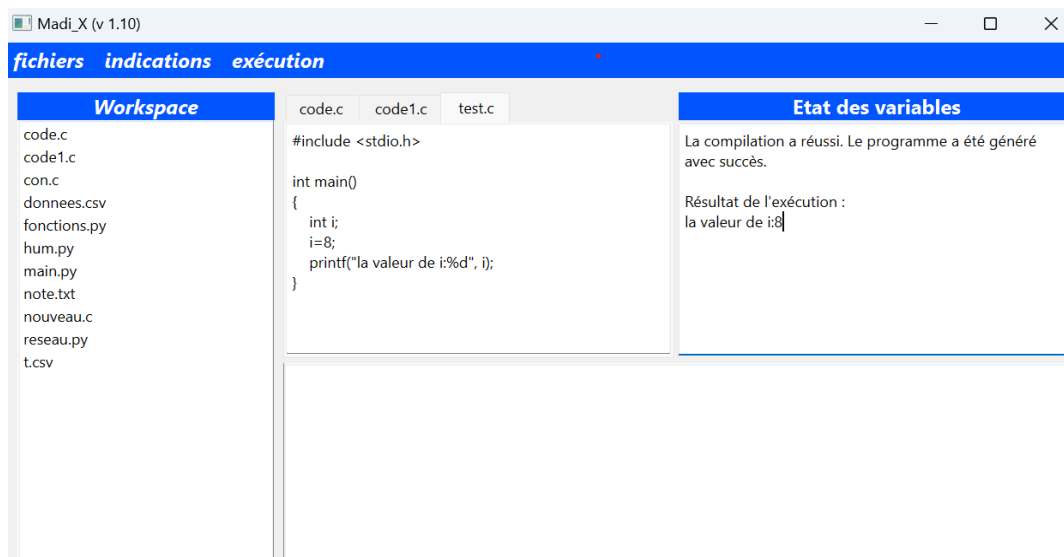 Madi_X (v 1.10)
fichiers indications exécution
Workspace
code.c
code1.c
con.c
donnees.csv
fonctions.py
hum.py
main.py
note.txt
nouveau.c
reseau.py
t.csv
code.c code1.c test.c
#include <stdio.h>
int main()
{
int i;
i=8;
printf("la valeur de i:%d", i);
}
Etat des variables
La compilation a réussi. Le programme a été généré
avec succès.
Résultat de l'exécution :
la valeur de i:8